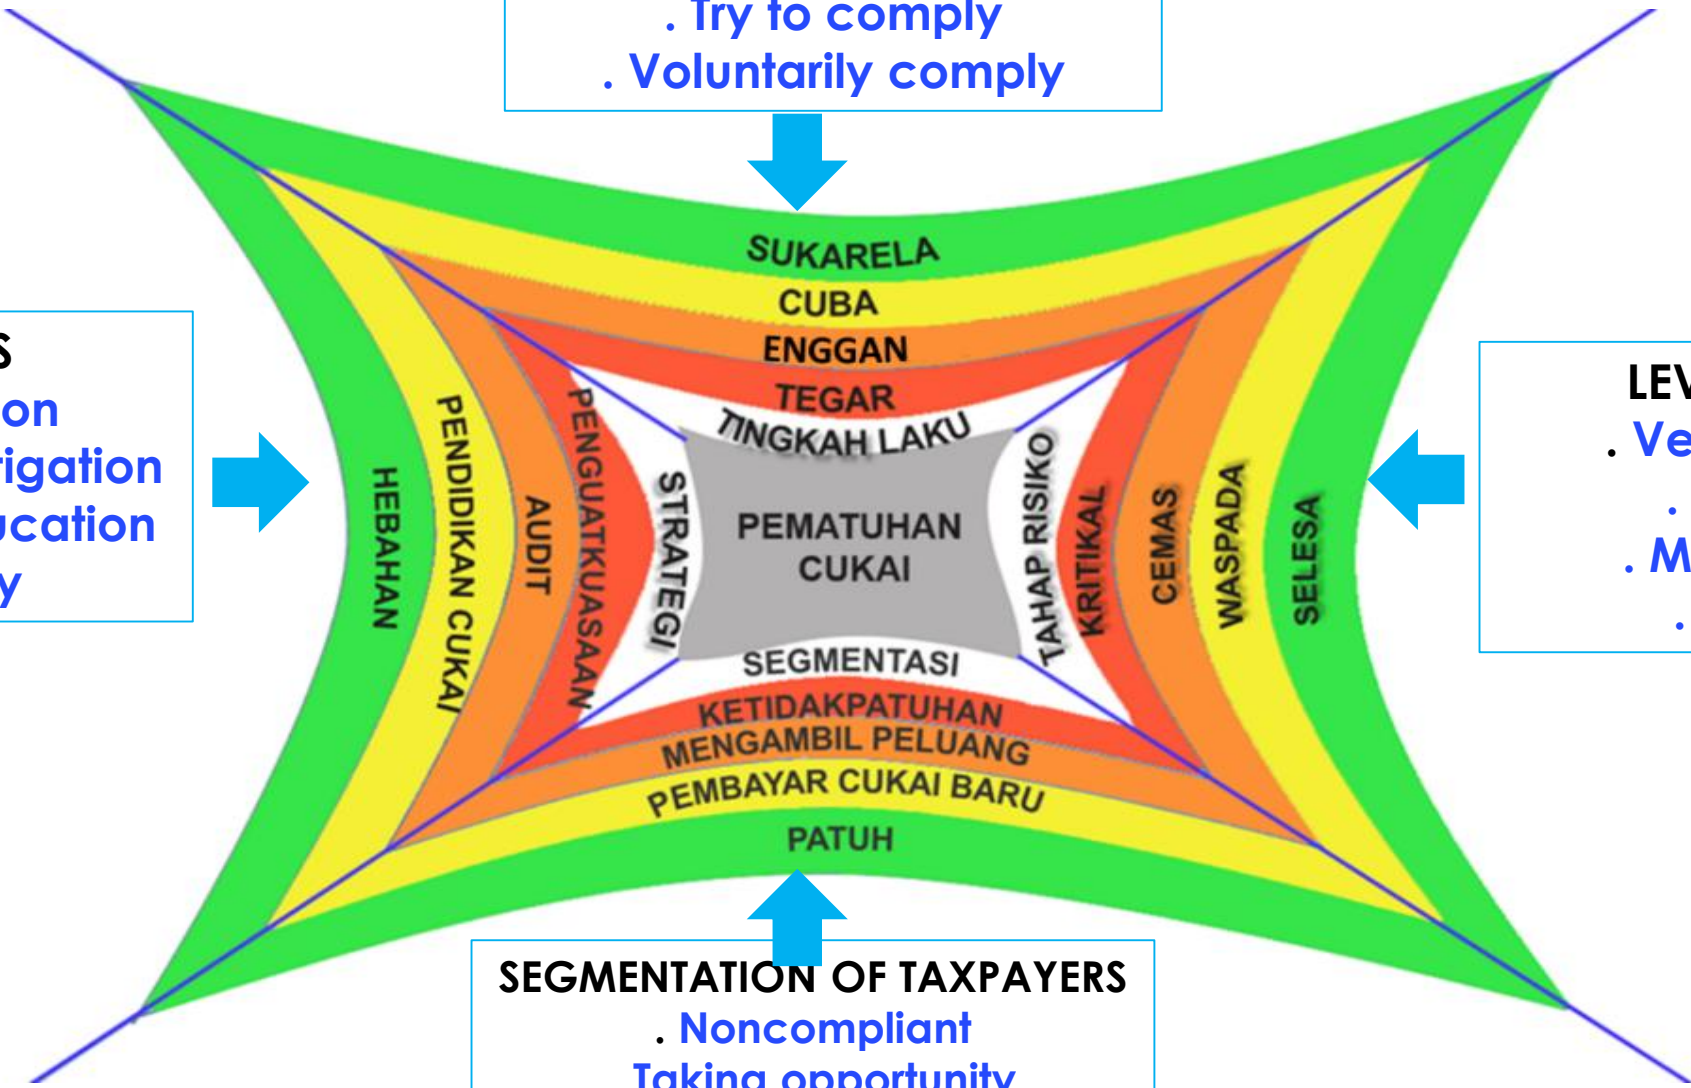 . Try to comply
. Voluntarily comply
SUKARELA
CUBA
ENGGAN
TEGAR
TINGKAH LAKU
S
on
tigation
ucation
y
HEBAHAN
PENDIDIKAN CUKAI
AUDIT
PENGUATKUASAAN
STRATEGI
PEMATUHAN
CUKAI
TAHAP RISIKO
KRITIKAL
CEMAS
WASPADA
SELESA
LEV
. Ve
.
. M
.
SEGMENTASI
KETIDAKPATUHAN
MENGAMBIL PELUANG
PEMBAYAR CUKAI BARU
PATUH
SEGMENTATION OF TAXPAYERS
. Noncompliant
Taking opportunity